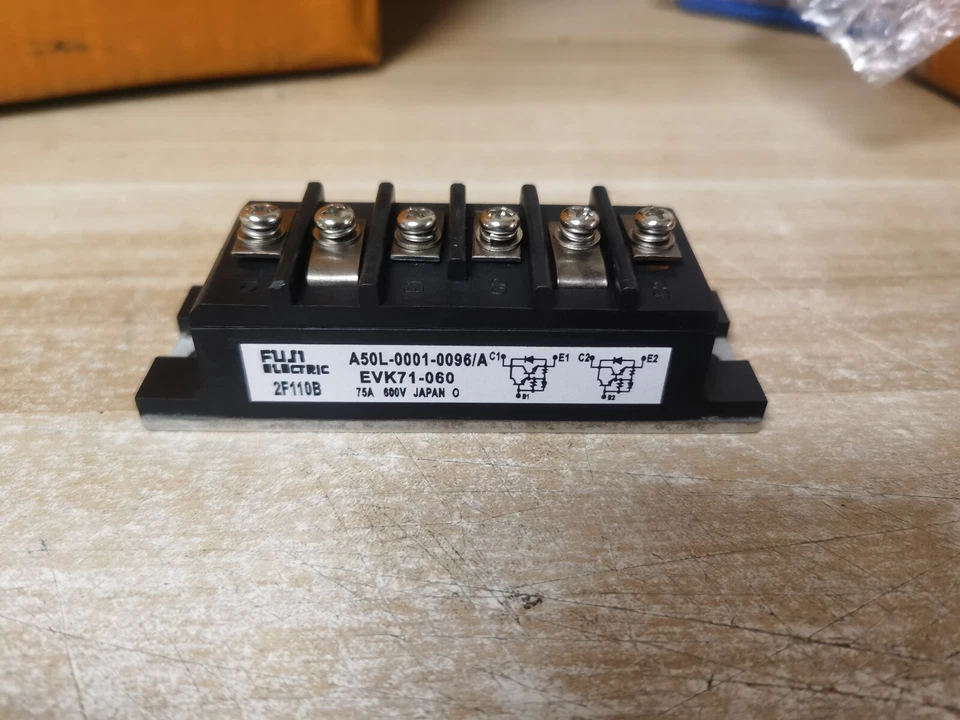 FUJI
ELECTRIC
2F110B
A50L-0001-0096/A
EVK71-060
75A 600V JAPAN O
C1 E1 C2 E2
B1 B2